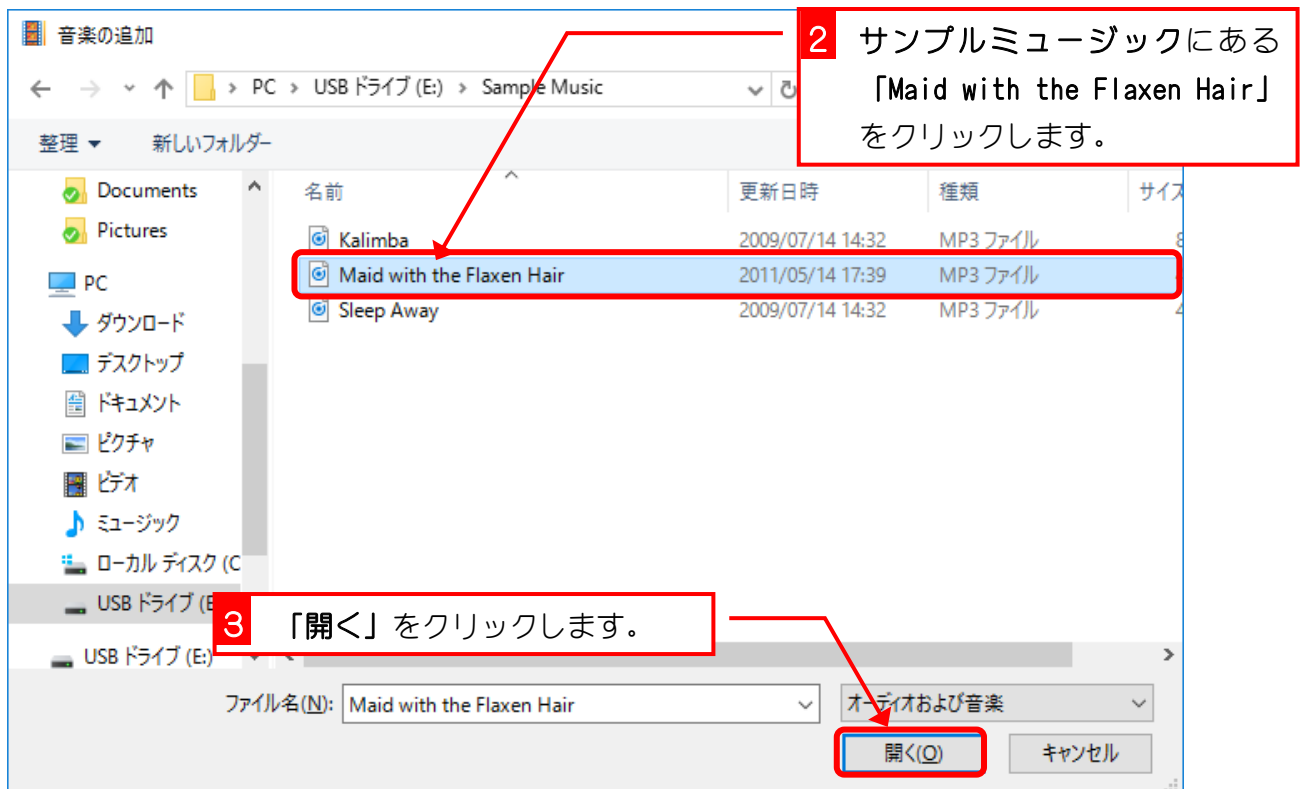 音楽の追加
2 サンプルミュージックにある
「Maid with the Flaxen Hair」
をクリックします。
PC > USB ドライブ (E:) > Sample Music
整理 新しいフォルダー
名前 更新日時 種類 サイズ
Documents
Pictures
PC
ダウンロード
デスクトップ
ドキュメント
ピクチャ
ビデオ
ミュージック
ローカル ディスク (C
USB ドライブ (E
USB ドライブ (E:)
Kalimba 2009/07/14 14:32 MP3 ファイル 8
Maid with the Flaxen Hair 2011/05/14 17:39 MP3 ファイル
Sleep Away 2009/07/14 14:32 MP3 ファイル 4
3 「開く」をクリックします。
ファイル名(N): Maid with the Flaxen Hair オーディオおよび音楽
開く(O) キャンセル